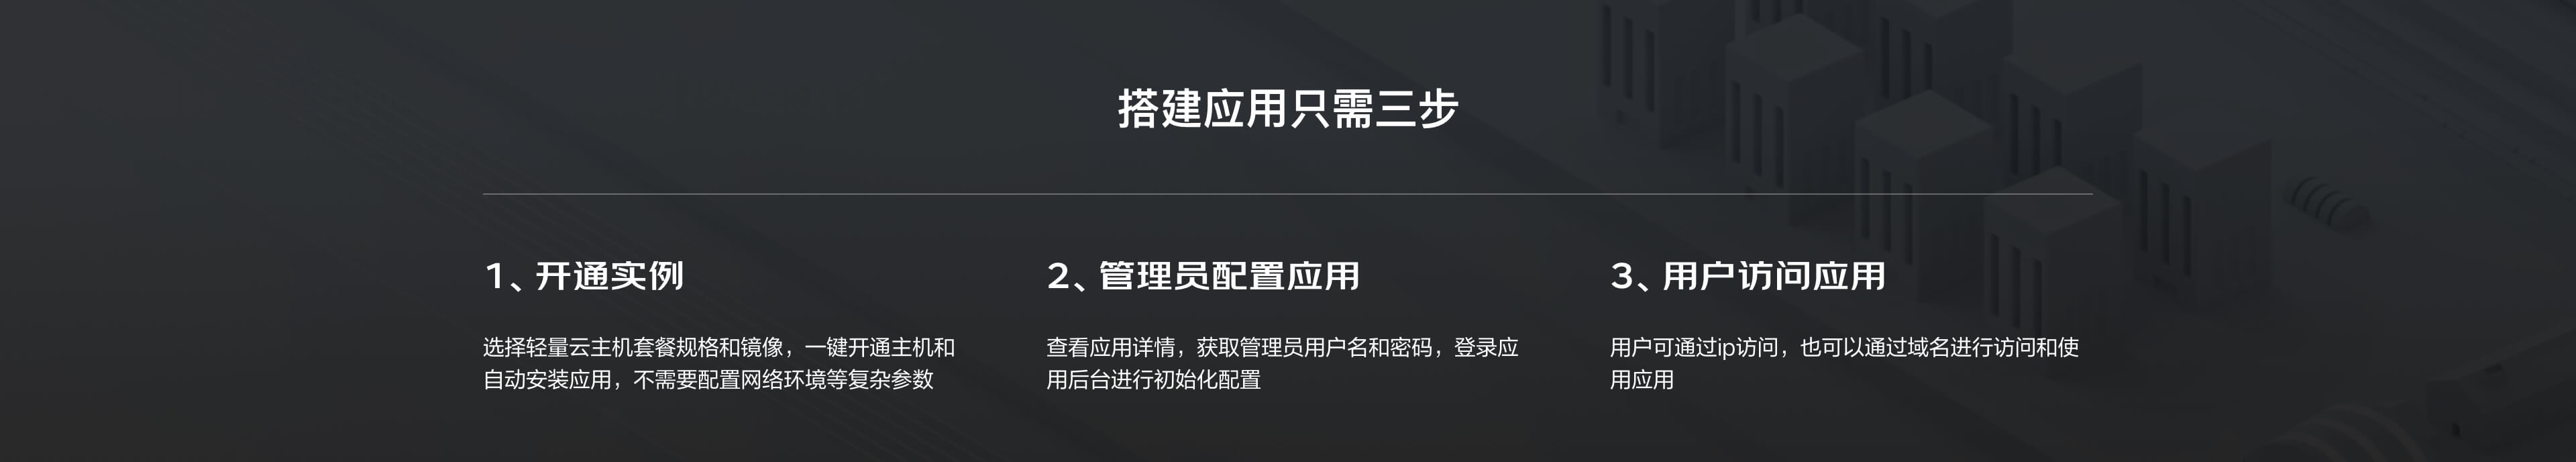 搭建应用只需三步
1、开通实例
选择轻量云主机套餐规格和镜像，一键开通主机和
自动安装应用，不需要配置网络环境等复杂参数
2、管理员配置应用
查看应用详情，获取管理员用户名和密码，登录应
用后台进行初始化配置
3、用户访问应用
用户可通过ip访问，也可以通过域名进行访问和使
用应用